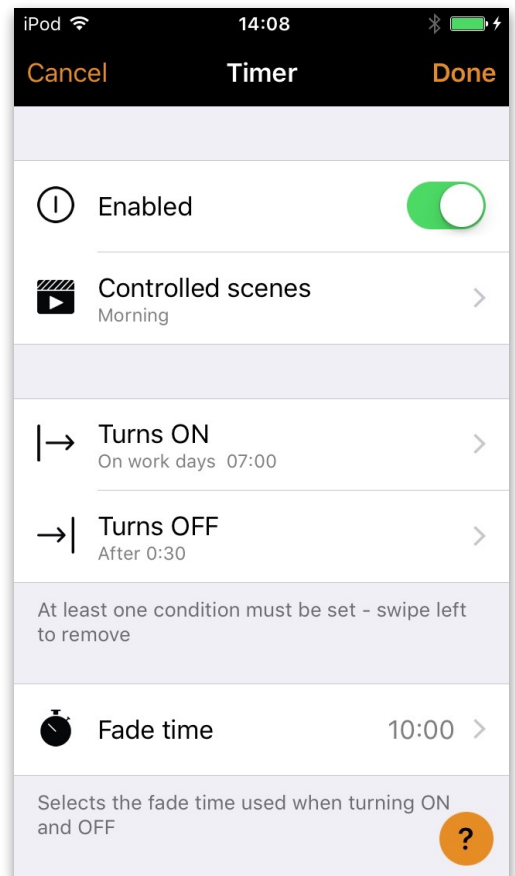 iPod 14:08
Cancel Timer Done
Enabled
Controlled scenes
Morning
Turns ON
On work days 07:00
Turns OFF
After 0:30
At least one condition must be set - swipe left
to remove
Fade time 10:00
Selects the fade time used when turning ON
and OFF
?